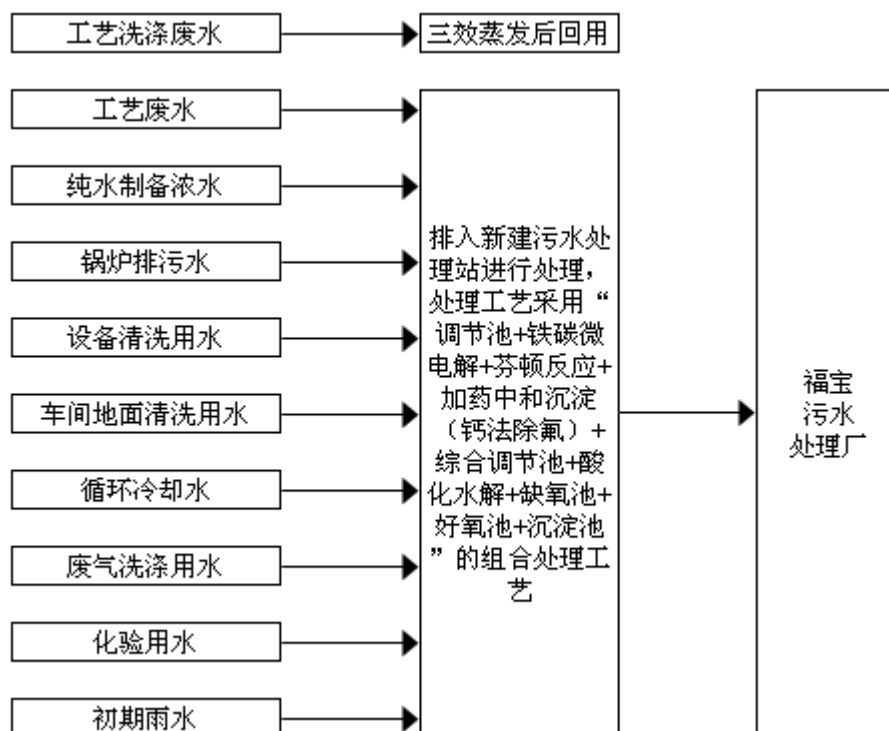 工艺洗涤废水
三效蒸发后回用
工艺废水
纯水制备浓水
锅炉排污水
设备清洗用水
车间地面清洗用水
循环冷却水
废气洗涤用水
化验用水
初期雨水
排入新建污水处
理站进行处理，
处理工艺采用“
调节池+铁碳微
电解+芬顿反应+
加药中和沉淀
（钙法除氟）+
综合调节池+酸
化水解+缺氧池+
好氧池+沉淀池
”的组合处理工
艺
福宝
污水
处理厂